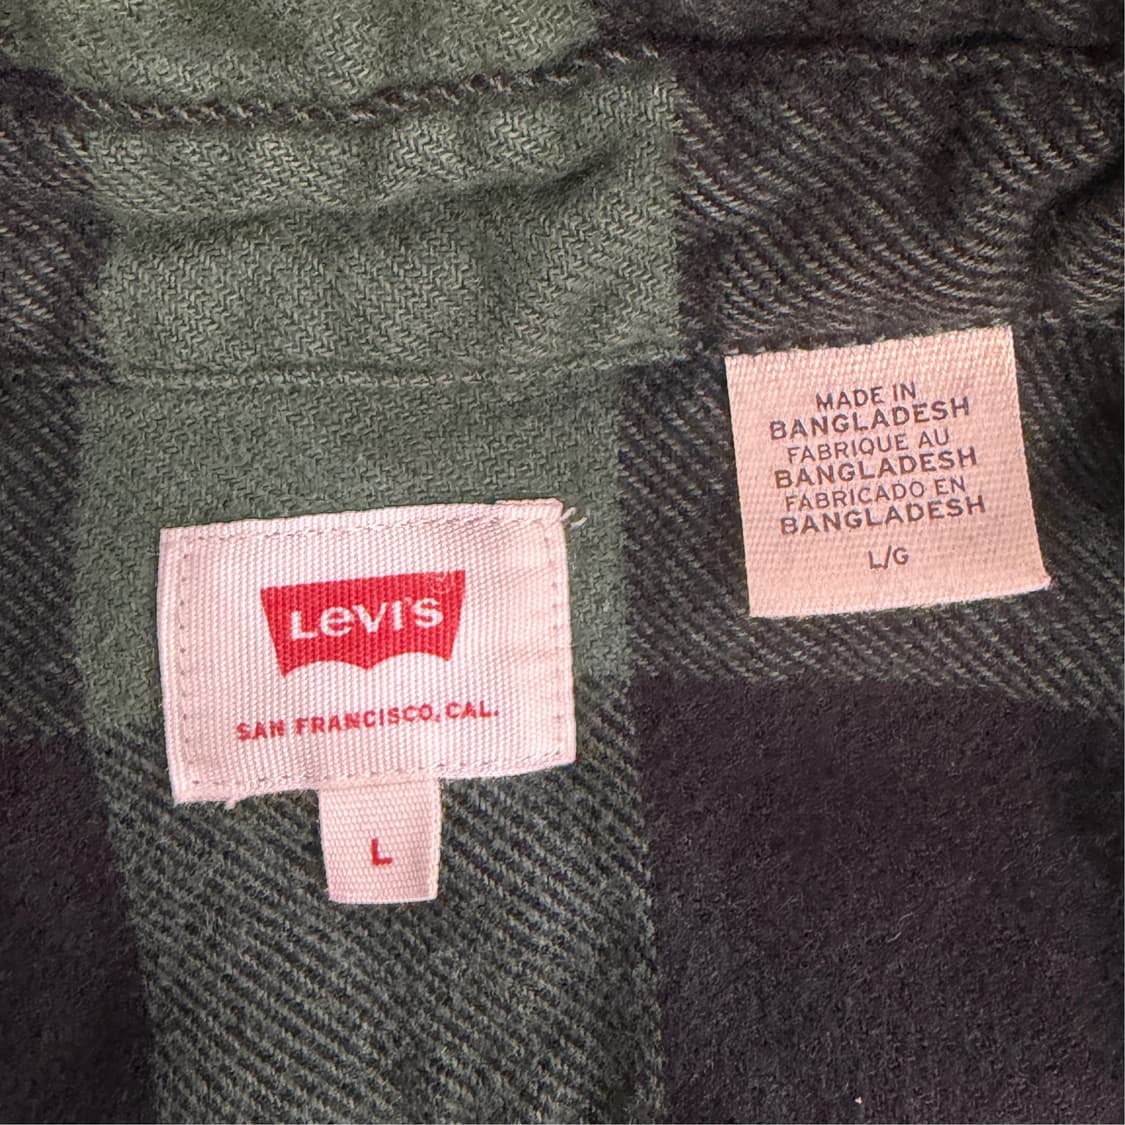 LEVI'S
SAN FRANCISCO, CAL.
L
MADE IN
BANGLADESH
FABRIQUE AU
BANGLADESH
FABRICADO EN
BANGLADESH
L/G